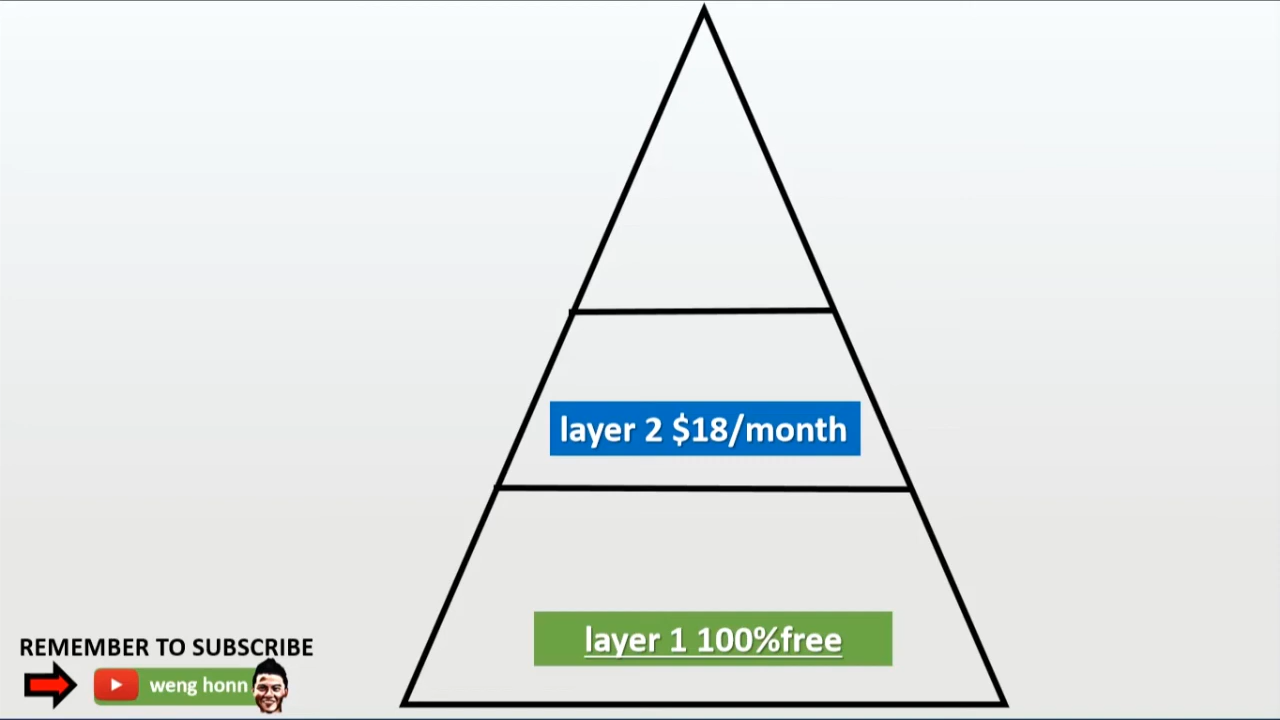 layer 2 $18/month
layer 1 100%free
REMEMBER TO SUBSCRIBE
weng honn